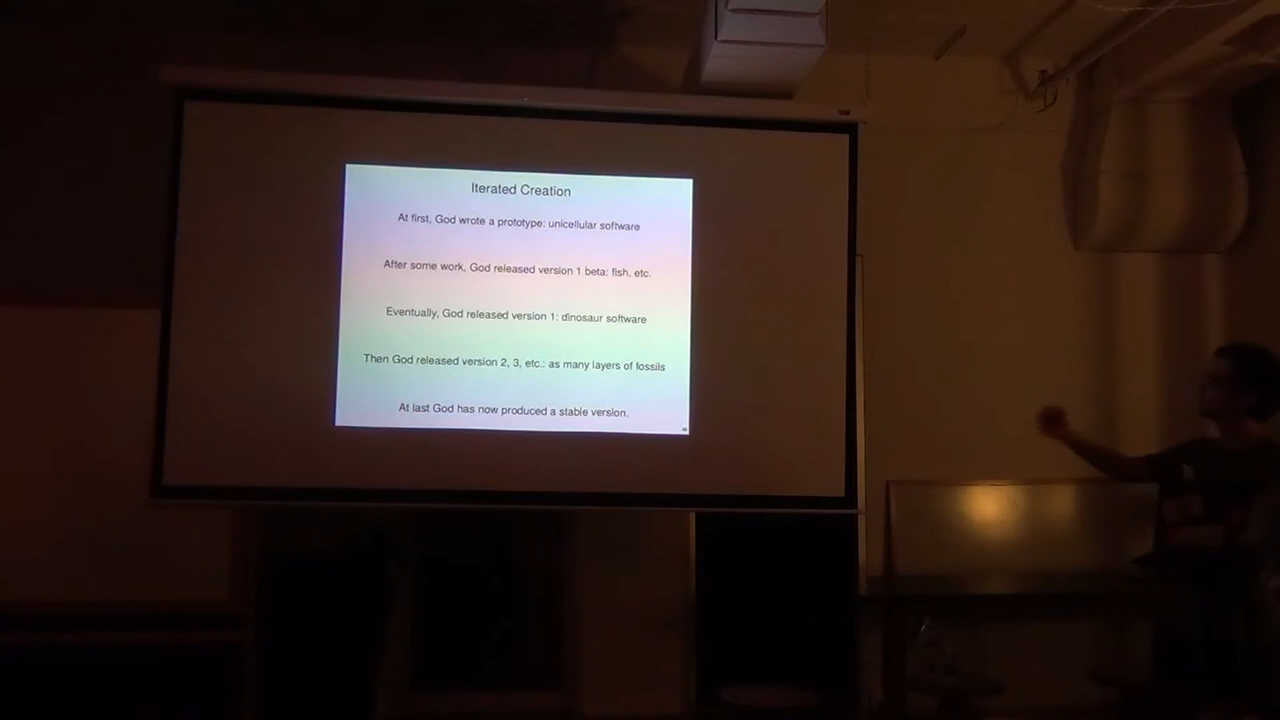 Iterated Creation
At first, God wrote a prototype: unicellular software
After some work, God released version 1 beta: fish, etc.
Eventually, God released version 1: dinosaur software
Then God released version 2, 3, etc.: as many layers of fossils
At last God has now produced a stable version.